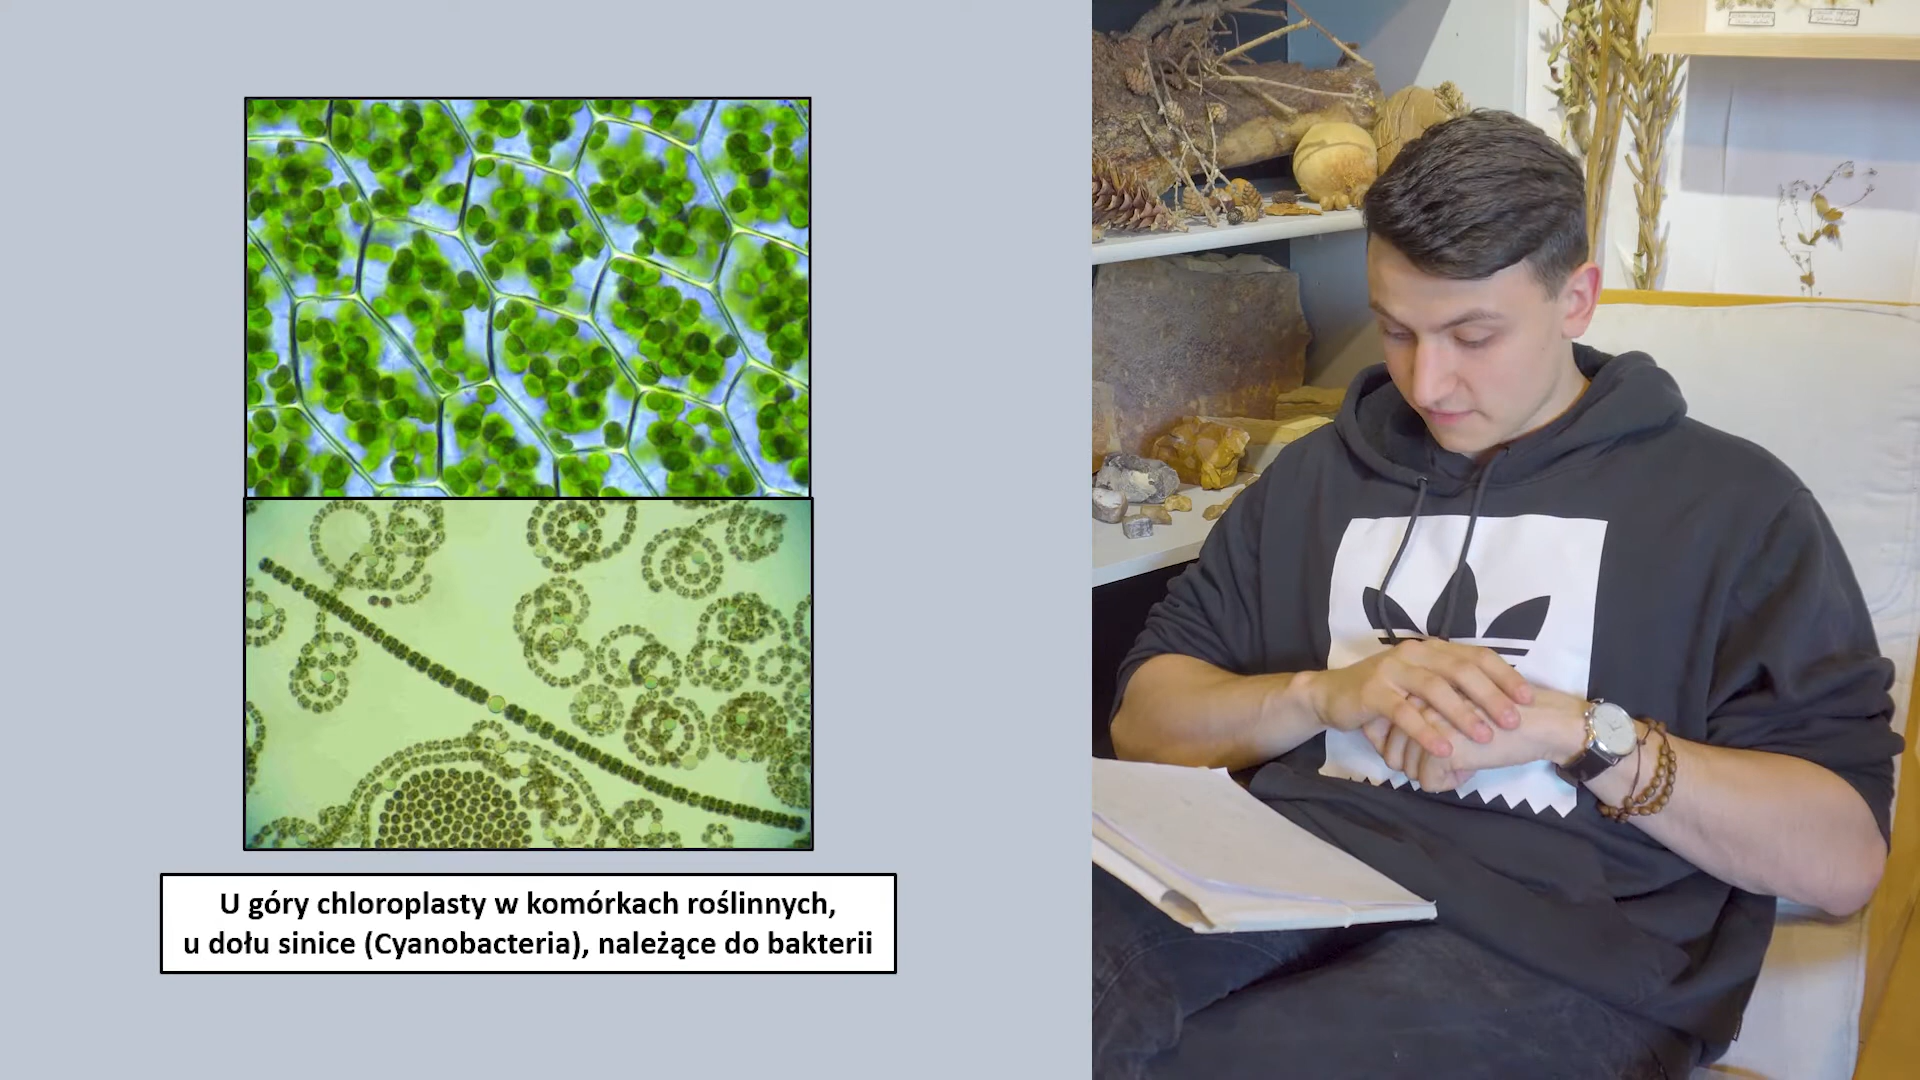 U góry chloroplasty w komórkach roślinnych,
u dołu sinice (Cyanobacteria), należące do bakterii